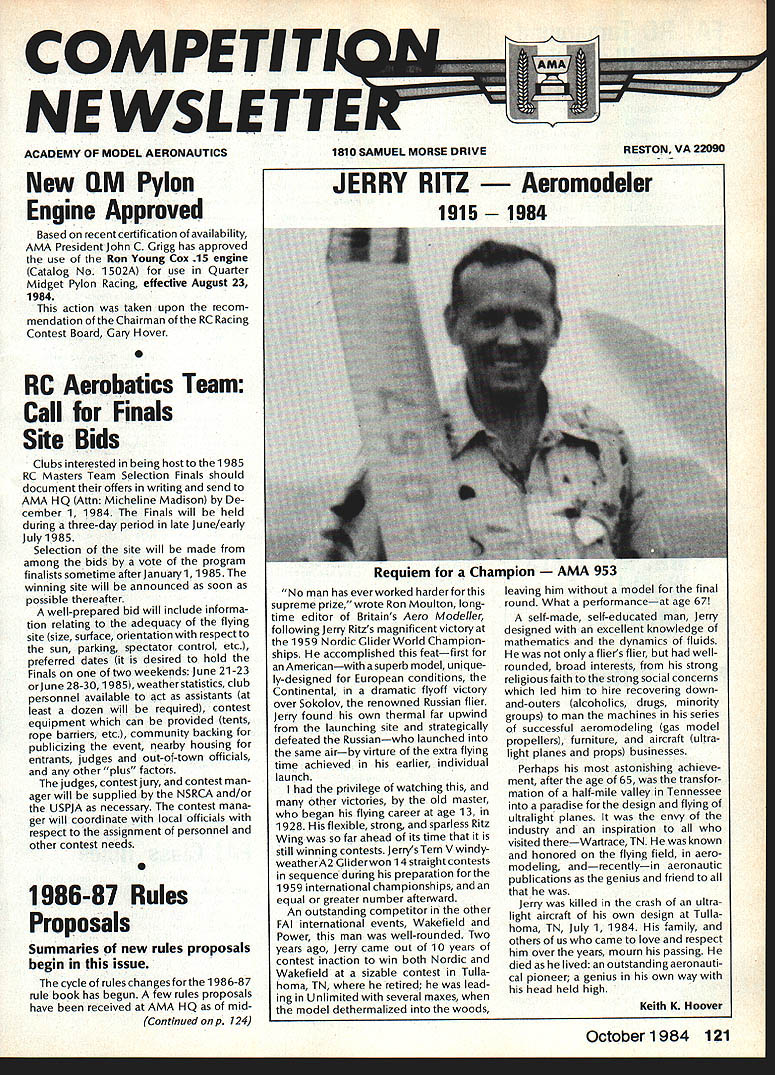 COMPETITION
NEWSLETTER
AMA
ACADEMY OF MODEL AERONAUTICS
1810 SAMUEL MORSE DRIVE
RESTON, VA 22090
New QM Pylon
Engine Approved
Based on recent certification of availability,
AMA President John C. Grigg has approved
the use of the Ron Young Cox .15 engine
(Catalog No. 1502A) for use in Quarter
Midget Pylon Racing, effective August 23,
1984.
This action was taken upon the recom-
mendation of the Chairman of the RC Racing
Contest Board, Gary Hover.
•
RC Aerobatics Team:
Call for Finals
Site Bids
Clubs interested in being host to the 1985
RC Masters Team Selection Finals should
document their offers in writing and send to
AMA HQ (Attn: Micheline Madison) by De-
cember 1, 1984. The Finals will be held
during a three-day period in late June/early
July 1985.
Selection of the site will be made from
among the bids by a vote of the program
finalists sometime after January 1, 1985. The
winning site will be announced as soon as
possible thereafter.
A well-prepared bid will include informa-
tion relating to the adequacy of the flying
site (size, surface, orientation with respect to
the sun, parking, spectator control, etc.),
preferred dates (it is desired to hold the
Finals on one of two weekends: June 21-23
or June 28-30, 1985), weather statistics, club
personnel available to act as assistants (at
least a dozen will be required), contest
equipment which can be provided (tents,
rope barriers, etc.), community backing for
publicizing the event, nearby housing for
entrants, judges and out-of-town officials,
and any other "plus" factors.
The judges, contest jury, and contest man-
ager will be supplied by the NSRCA and/or
the USPJA as necessary. The contest mana-
ger will coordinate with local officials with
respect to the assignment of personnel and
other contest needs.
•
1986-87 Rules
Proposals
Summaries of new rules proposals
begin in this issue.
The cycle of rules changes for the 1986-87
rule book has begun. A few rules proposals
have been received at AMA HQ as of mid-
(Continued on p. 124)
JERRY RITZ — Aeromodeler
1915 — 1984
Requiem for a Champion — AMA 953
"No man has ever worked harder for this
supreme prize," wrote Ron Moulton, long-
time editor of Britain's Aero Modeller,
following Jerry Ritz's magnificent victory at
the 1959 Nordic Glider World Champion-
ships. He accomplished this feat—first for
an American—with a superb model, unique-
ly-designed for European conditions, the
Continental, in a dramatic flyoff victory
over Sokolov, the renowned Russian flier.
Jerry found his own thermal far upwind
from the launching site and strategically
defeated the Russian—who launched into
the same air—by virtue of the extra flying
time achieved in his earlier, individual
launch.
I had the privilege of watching this, and
many other victories, by the old master,
who began his flying career at age 13, in
1928. His flexible, strong, and sparless Ritz
Wing was so far ahead of its time that it is
still winning contests. Jerry's Tern V windy-
weather A2 Glider won 14 straight contests
in sequence during his preparation for the
1959 international championships, and an
equal or greater number afterward.
An outstanding competitor in the other
FAI international events, Wakefield and
Power, this man was well-rounded. Two
years ago, Jerry came out of 10 years of
contest inaction to win both Nordic and
Wakefield at a sizable contest in Tulla-
homa, TN, where he retired; he was lead-
ing in Unlimited with several maxes, when
the model dethermalized into the woods,
leaving him without a model for the final
round. What a performance—at age 67!
A self-made, self-educated man, Jerry
designed with an excellent knowledge of
mathematics and the dynamics of fluids.
He was not only a flier's flier, but had well-
rounded, broad interests, from his strong
religious faith to the strong social concerns
which led him to hire recovering down-
and-outers (alcoholics, drugs, minority
groups) to man the machines in his series
of successful aeromodeling (gas model
propellers), furniture, and aircraft (ultra-
light planes and props) businesses.
Perhaps his most astonishing achieve-
ment, after the age of 65, was the transfor-
mation of a half-mile valley in Tennessee
into a paradise for the design and flying of
ultralight planes. It was the envy of the
industry and an inspiration to all who
visited there—Wartrace, TN. He was known
and honored on the flying field, in aero-
modeling, and—recently—in aeronautic
publications as the genius and friend to all
that he was.
Jerry was killed in the crash of an ultra-
light aircraft of his own design at Tulla-
homa, TN, July 1, 1984. His family, and
others of us who came to love and respect
him over the years, mourn his passing. He
died as he lived: an outstanding aeronauti-
cal pioneer; a genius in his own way with
his head held high.
Keith K. Hoover
October 1984 121